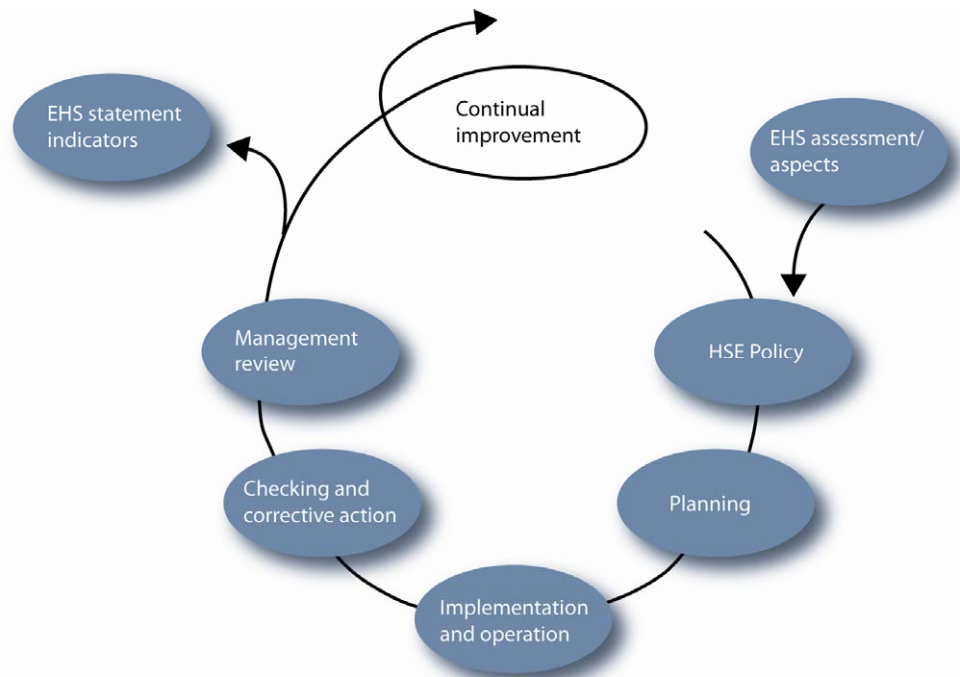 Continual
improvement
EHS statement
indicators
EHS assessment/
aspects
Management
review
HSE Policy
Checking and
corrective action
Planning
Implementation
and operation